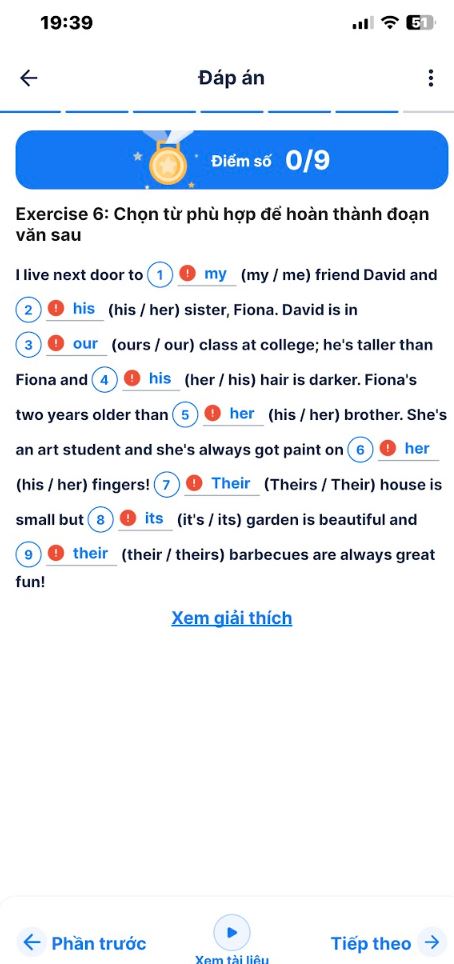 19:39
51
Đáp án
Điểm số 0/9
Exercise 6: Chọn từ phù hợp để hoàn thành đoạn
văn sau
I live next door to 1 ! my (my / me) friend David and
2 ! his (his / her) sister, Fiona. David is in
3 ! our (ours / our) class at college; he's taller than
Fiona and 4 ! his (her / his) hair is darker. Fiona's
two years older than 5 ! her (his / her) brother. She's
an art student and she's always got paint on 6 ! her
(his / her) fingers! 7 ! Their (Theirs / Their) house is
small but 8 ! its (it's / its) garden is beautiful and
9 ! their (their / theirs) barbecues are always great
fun!
Xem giải thích
Phần trước
Xem tài liệu
Tiếp theo